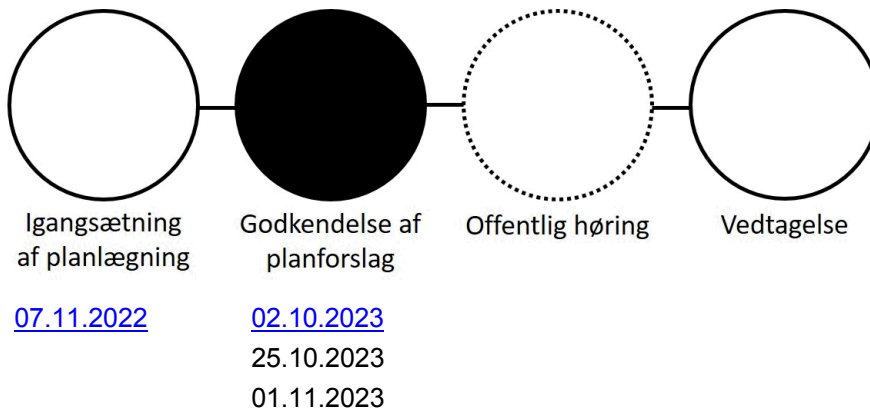 Igangsætning
af planlægning
07.11.2022
Godkendelse af
planforslag
02.10.2023
25.10.2023
01.11.2023
Offentlig høring
Vedtagelse